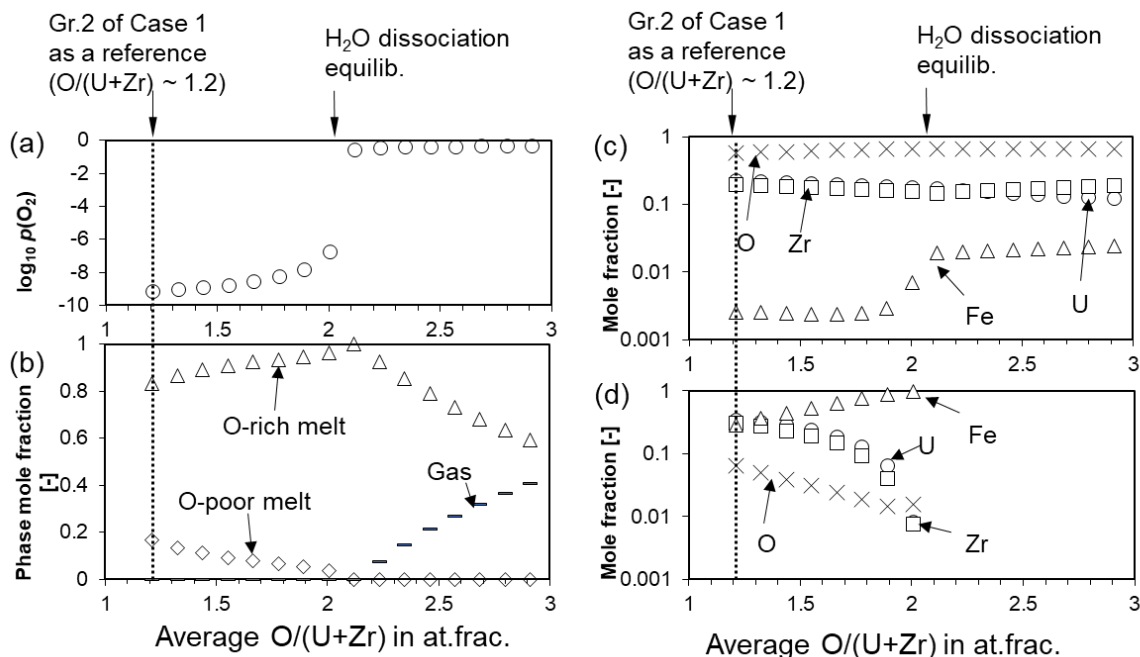 Gr.2 of Case 1
as a reference
(O/(U+Zr) ~ 1.2)
H₂O dissociation
equilib.
(a)
log₁₀ p(O₂)
0
-2
-4
-6
-8
-10
1 1.5 2 2.5 3
(b)
Phase mole fraction
[-]
1
0.8
0.6
0.4
0.2
0
O-rich melt
Gas
O-poor melt
1 1.5 2 2.5 3
Average O/(U+Zr) in at.frac.
Gr.2 of Case 1
as a reference
(O/(U+Zr) ~ 1.2)
H₂O dissociation
equilib.
(c)
Mole fraction [-]
1
0.1
0.01
0.001
O
Zr
Fe
U
1 1.5 2 2.5 3
(d)
Mole fraction [-]
1
0.1
0.01
0.001
Fe
U
O
Zr
1 1.5 2 2.5 3
Average O/(U+Zr) in at.frac.